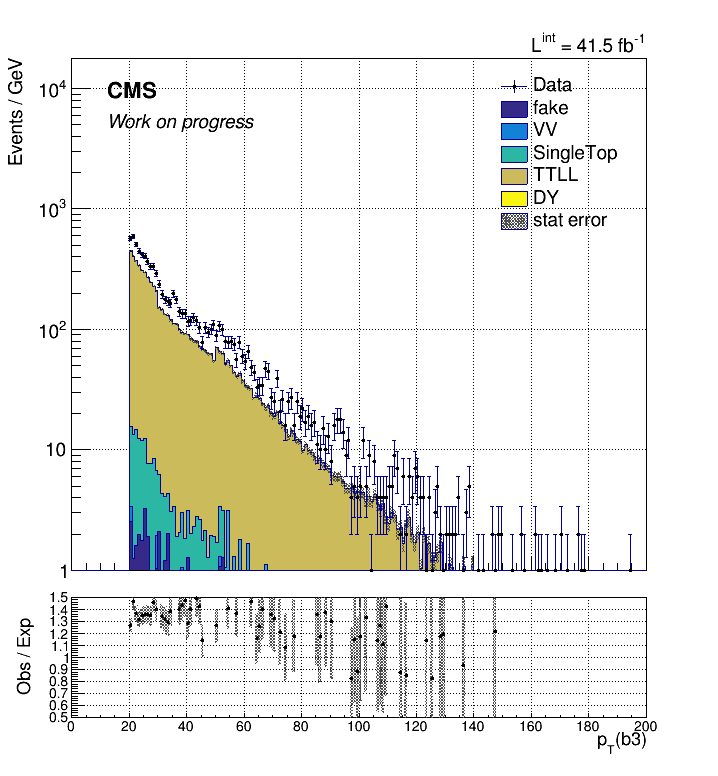 L^int = 41.5 fb^-1
Events / GeV
10^4
10^3
10^2
10
1
CMS
Work on progress
Data
fake
VV
SingleTop
TTLL
DY
stat error
Obs / Exp
1.5
1.4
1.3
1.2
1.1
1
0.9
0.8
0.7
0.6
0.5
0 20 40 60 80 100 120 140 160 180 200
p_T(b3)